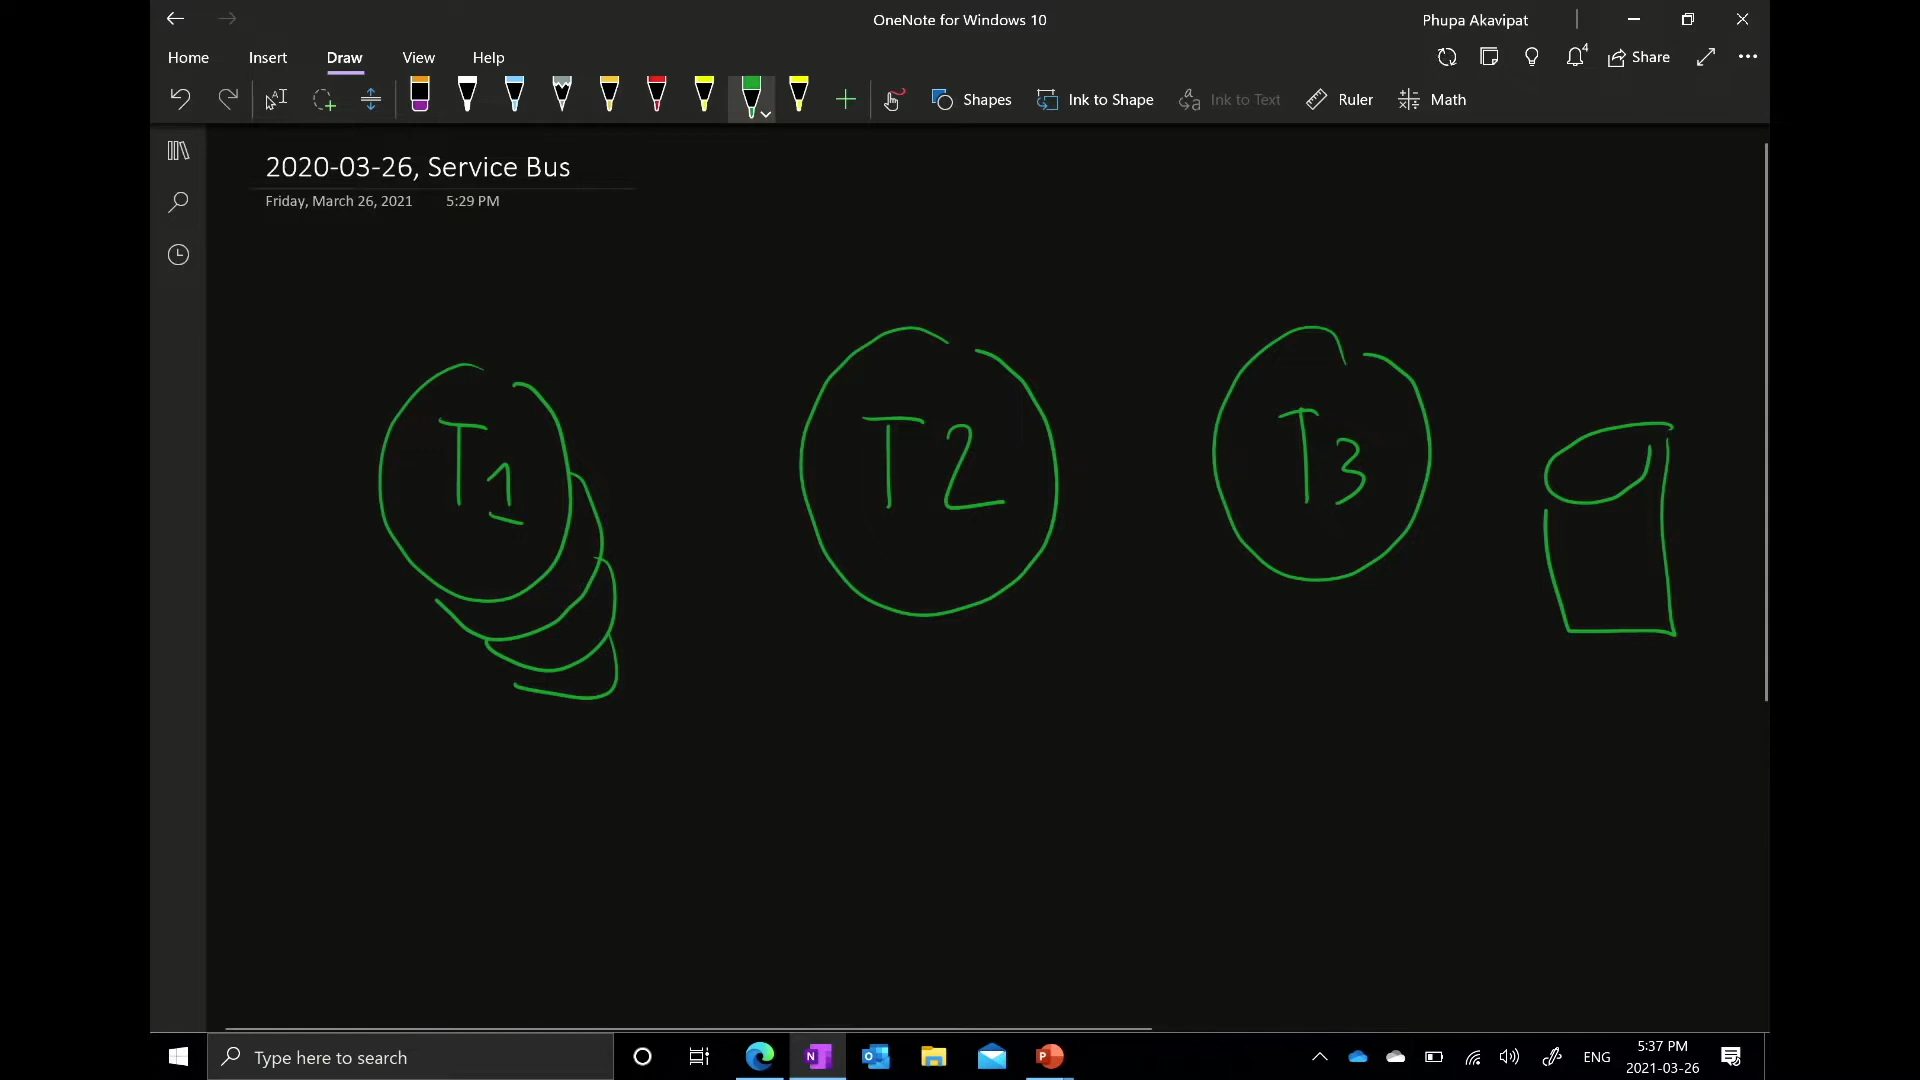 OneNote for Windows 10
Phupa Akavipat
Home Insert Draw View Help
4
Share
Shapes Ink to Shape Ink to Text Ruler Math
2020-03-26, Service Bus
Friday, March 26, 2021 5:29 PM
T1 T2 T3
Type here to search
ENG
5:37 PM
2021-03-26